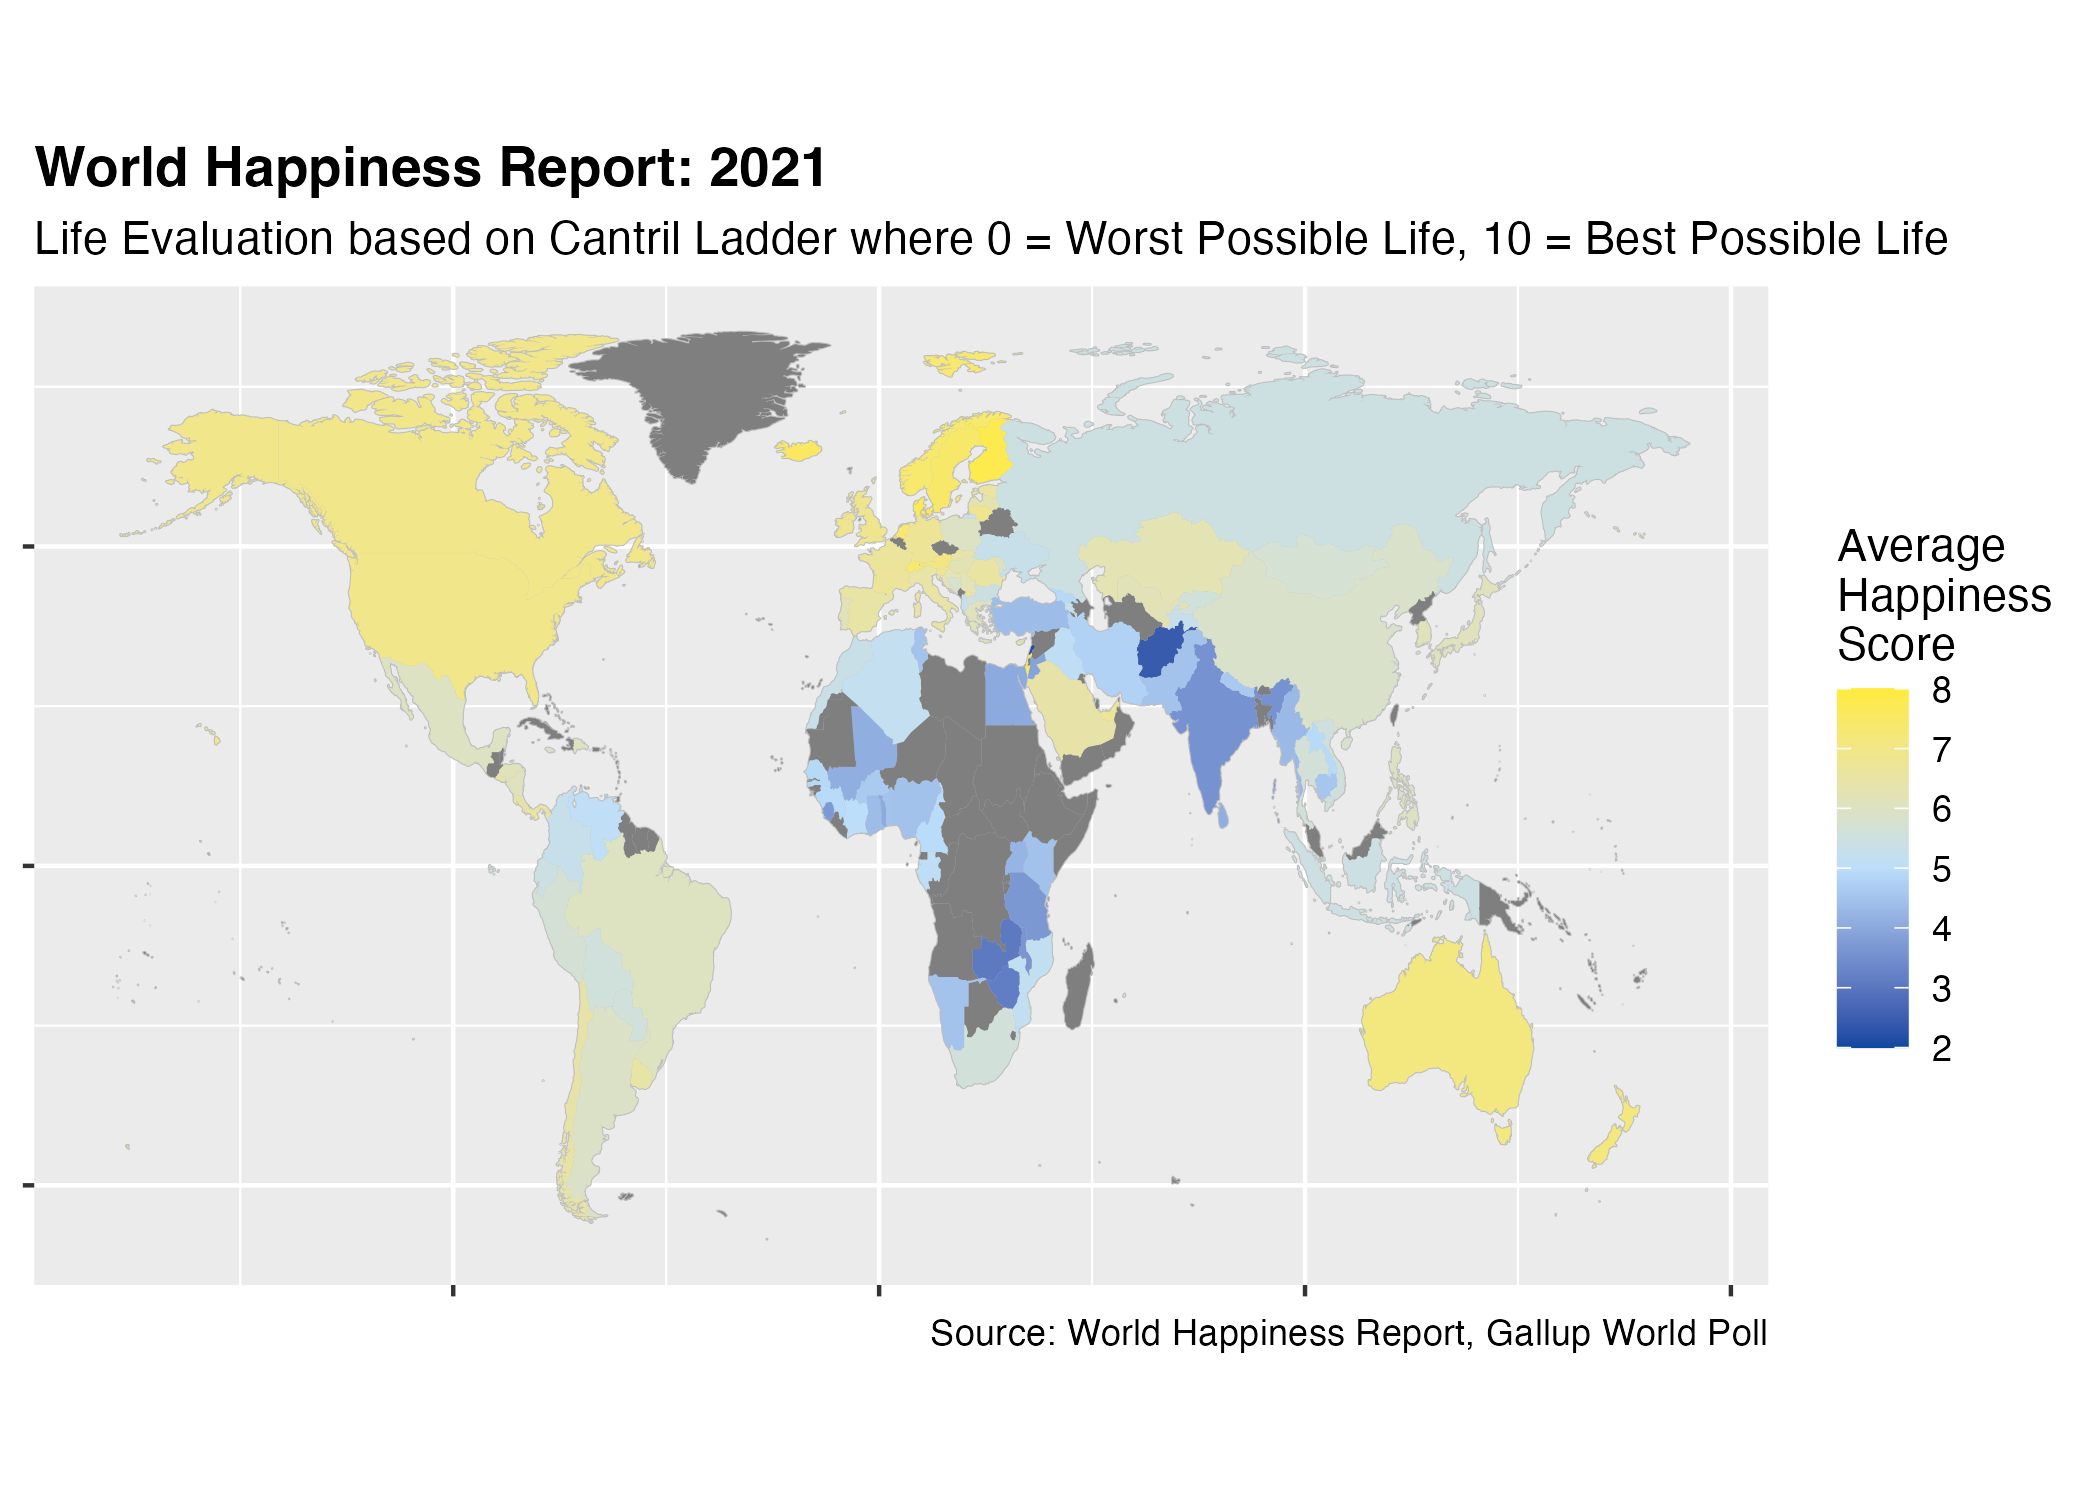 World Happiness Report: 2021
Life Evaluation based on Cantril Ladder where 0 = Worst Possible Life, 10 = Best Possible Life
Average
Happiness
Score
8
7
6
5
4
3
2
Source: World Happiness Report, Gallup World Poll